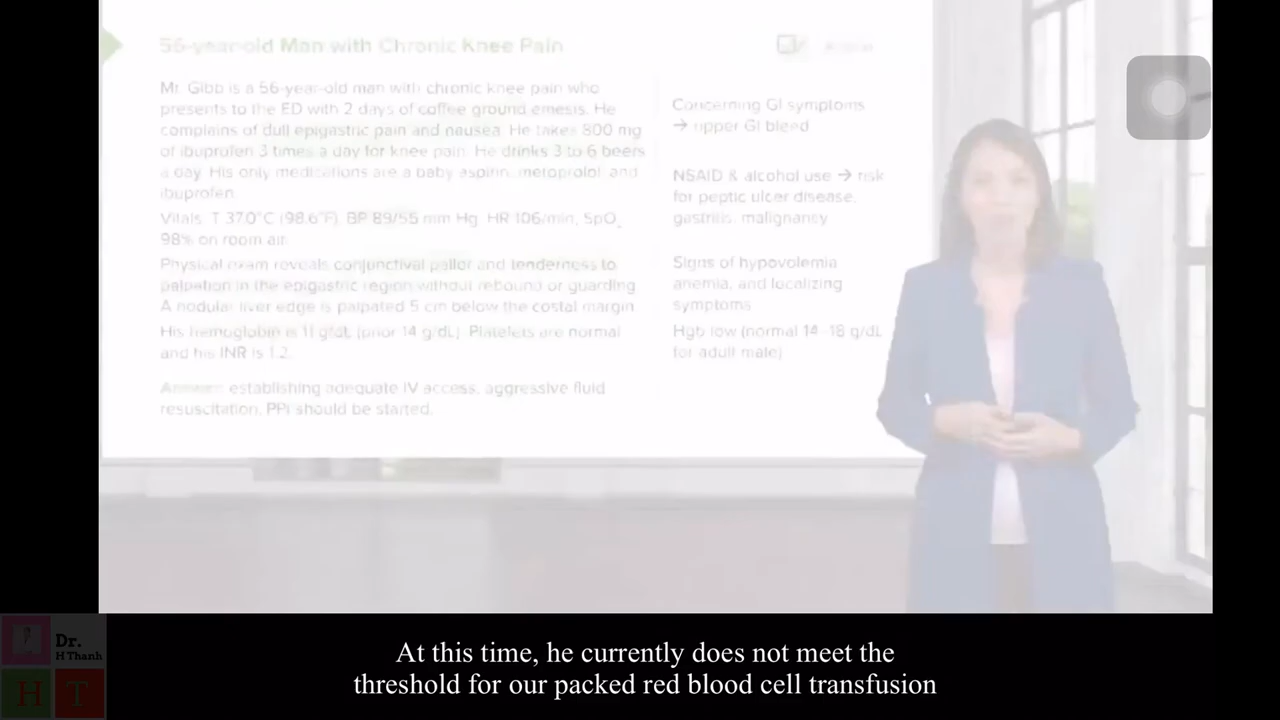 56-year-old Man with Chronic Knee Pain
Mr. Gibb is a 56-year-old man with chronic knee pain who
presents to the ED with 2 days of coffee ground emesis. He
complains of dull epigastric pain and nausea. He takes 800 mg
of ibuprofen 3 times a day for knee pain. He drinks 3 to 6 beers
a day. His only medications are a baby aspirin, metoprolol, and
ibuprofen.
Vitals: T 37.0°C (98.6°F), BP 89/55 mm Hg, HR 106/min, SpO₂
98% on room air.
Physical exam reveals conjunctival pallor and tenderness to
palpation in the epigastric region without rebound or guarding.
A nodular liver edge is palpated 5 cm below the costal margin.
His hemoglobin is 11 g/dL (prior 14 g/dL). Platelets are normal
and his INR is 1.2.
Answer: establishing adequate IV access, aggressive fluid
resuscitation, PPI should be started.
Concerning GI symptoms
→ upper GI bleed
NSAID & alcohol use → risk
for peptic ulcer disease,
gastritis, malignancy
Signs of hypovolemia
anemia, and localizing
symptoms
Hgb low (normal 14–18 g/dL
for adult male)
Dr.
H Thanh
H T
At this time, he currently does not meet the
threshold for our packed red blood cell transfusion